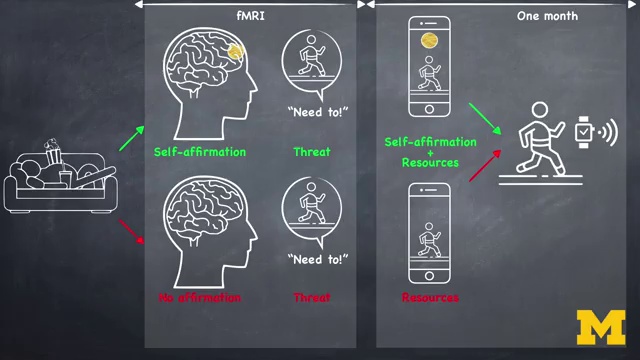 fMRI
One month
"Need to!"
Self-affirmation
Threat
Self-affirmation
+
Resources
"Need to!"
No affirmation
Threat
Resources
M